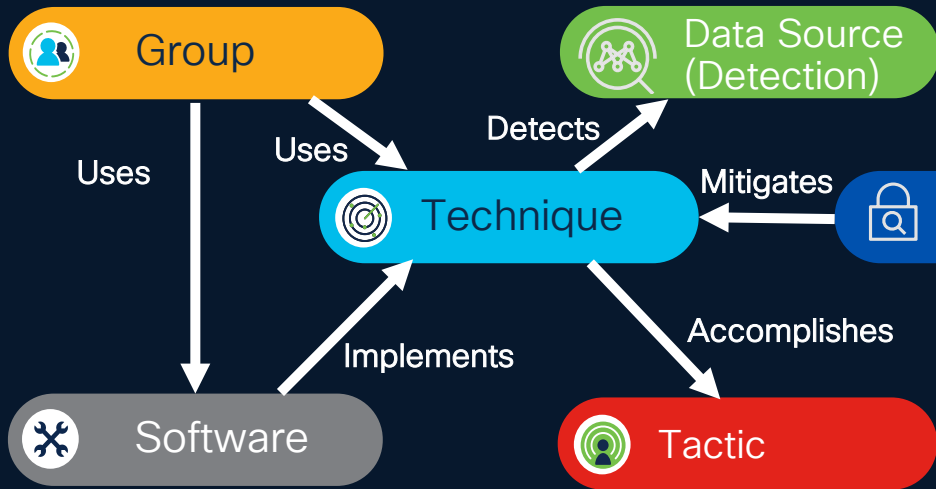 Group
Data Source
(Detection)
Detects
Uses
Uses
Mitigates
Technique
Accomplishes
Implements
Software
Tactic